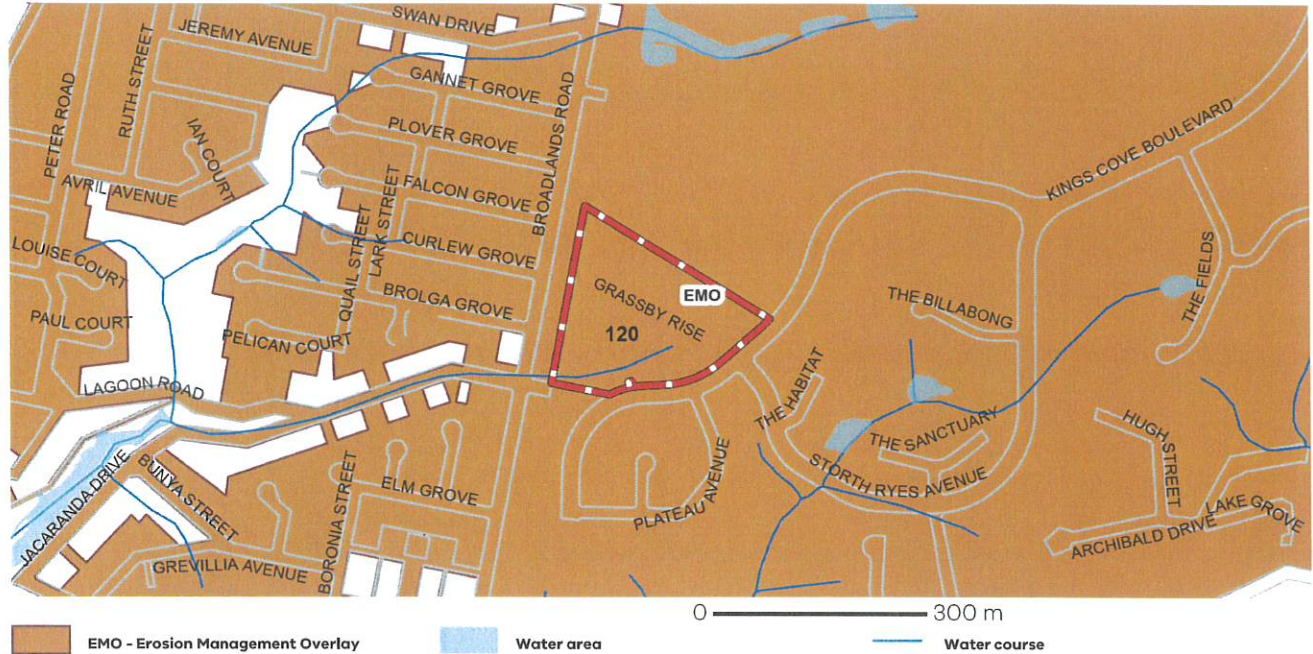 SWAN DRIVE
JEREMY AVENUE
GANNET GROVE
PETER ROAD
RUTH STREET
BROADLANDS ROAD
PLOVER GROVE
IAN COURT
KINGS COVE BOULEVARD
AVRIL AVENUE
FALCON GROVE
LARK STREET
QUAIL STREET
CURLEW GROVE
LOUISE COURT
THE FIELDS
BROLGA GROVE
GRASSBY RISE
EMO
THE BILLABONG
PAUL COURT
120
PELICAN COURT
LAGOON ROAD
THE HABITAT
THE SANCTUARY
HUGH STREET
JACARANDA DRIVE
BUNYA STREET
ELM GROVE
STORTH RYES AVENUE
PLATEAU AVENUE
BORONIA STREET
LAKE GROVE
ARCHIBALD DRIVE
GREVILLIA AVENUE
0 300 m
EMO - Erosion Management Overlay
Water area
Water course